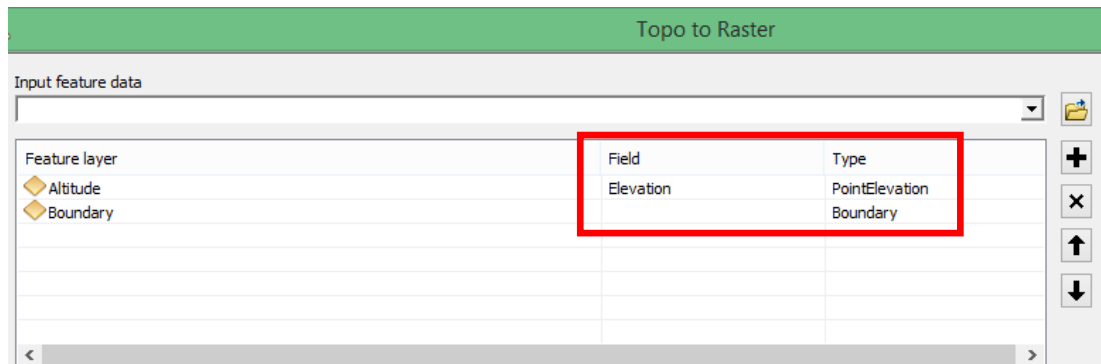 Topo to Raster
Input feature data
Feature layer Field Type
Altitude Elevation PointElevation
Boundary Boundary